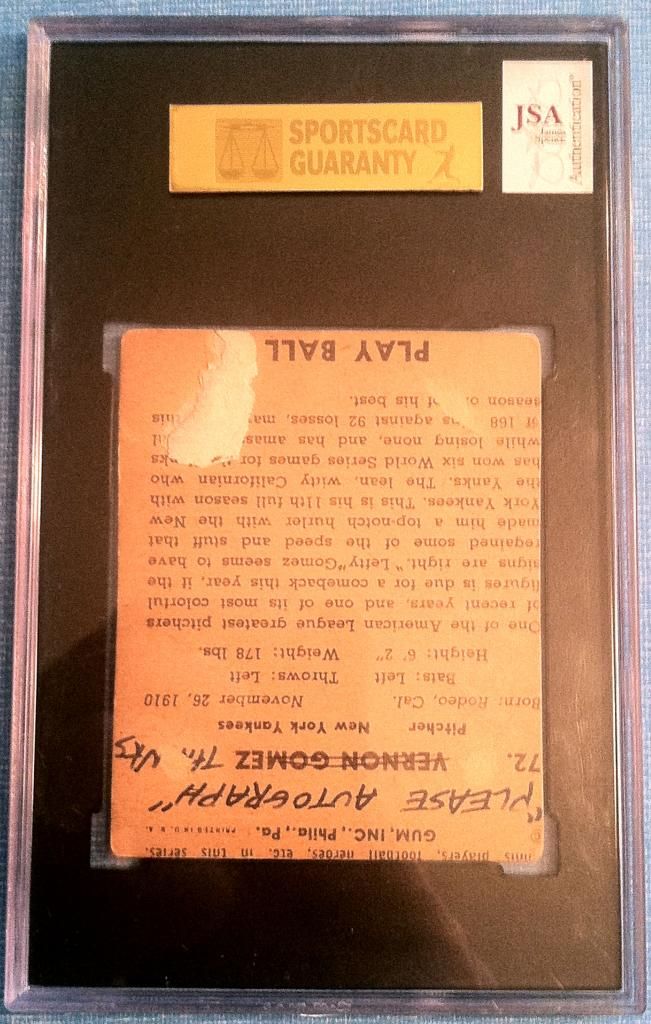 SPORTSCARD
GUARANTY
JSA
Authentication
nnis players, football heroes, etc. in this series.
GUM, INC., Phila., Pa. PRINTED IN U. S. A.
"PLEASE AUTOGRAPH"
72. VERNON GOMEZ
Pitcher New York Yankees
Born: Rodeo, Cal. November 26, 1910
Bats: Left Throws: Left
Height: 6' 2" Weight: 178 lbs.
One of the American League greatest pitchers
of recent years, and one of its most colorful
figures is due for a comeback this year, if the
signs are right. "Lefty" Gomez seems to have
regained some of the speed and stuff that
made him a top-notch hurler with the New
York Yankees. This is his 11th full season with
the Yanks. The lean, witty Californian who
has won six World Series games for
while losing none, and has
of 168 against 92 losses, this
season his best.
PLAY BALL